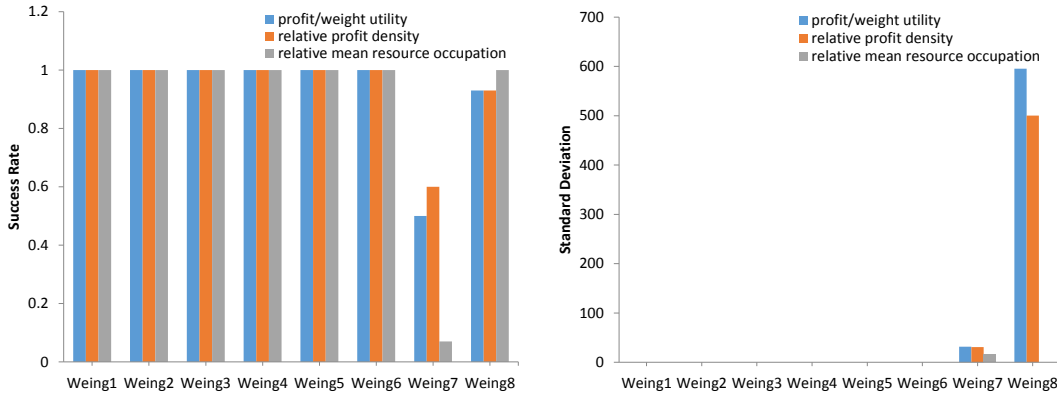 profit/weight utility
relative profit density
relative mean resource occupation
Success Rate
1.2
1
0.8
0.6
0.4
0.2
0
Weing1 Weing2 Weing3 Weing4 Weing5 Weing6 Weing7 Weing8
profit/weight utility
relative profit density
relative mean resource occupation
Standard Deviation
700
600
500
400
300
200
100
0
Weing1 Weing2 Weing3 Weing4 Weing5 Weing6 Weing7 Weing8